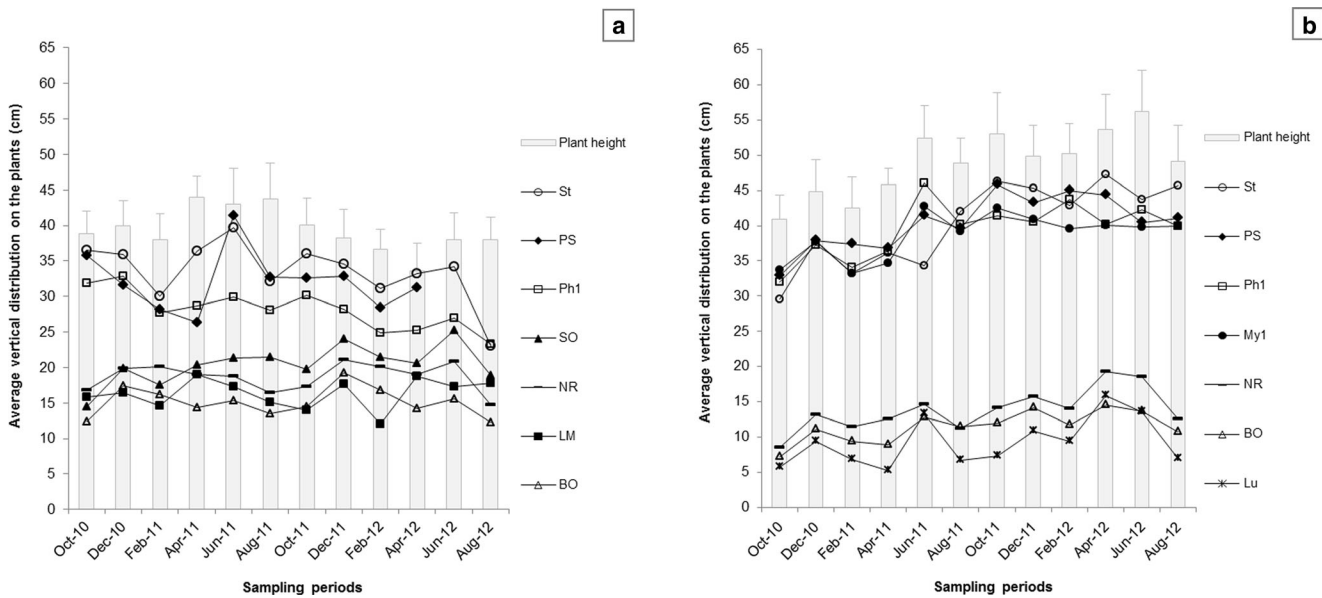 a
Average vertical distribution on the plants (cm)
65
60
55
50
45
40
35
30
25
20
15
10
5
0
Oct-10
Dec-10
Feb-11
Apr-11
Jun-11
Aug-11
Oct-11
Dec-11
Feb-12
Apr-12
Jun-12
Aug-12
Sampling periods
Plant height
St
PS
Ph1
SO
NR
LM
BO
b
Average vertical distribution on the plants (cm)
65
60
55
50
45
40
35
30
25
20
15
10
5
0
Oct-10
Dec-10
Feb-11
Apr-11
Jun-11
Aug-11
Oct-11
Dec-11
Feb-12
Apr-12
Jun-12
Aug-12
Sampling periods
Plant height
St
PS
Ph1
My1
NR
BO
Lu